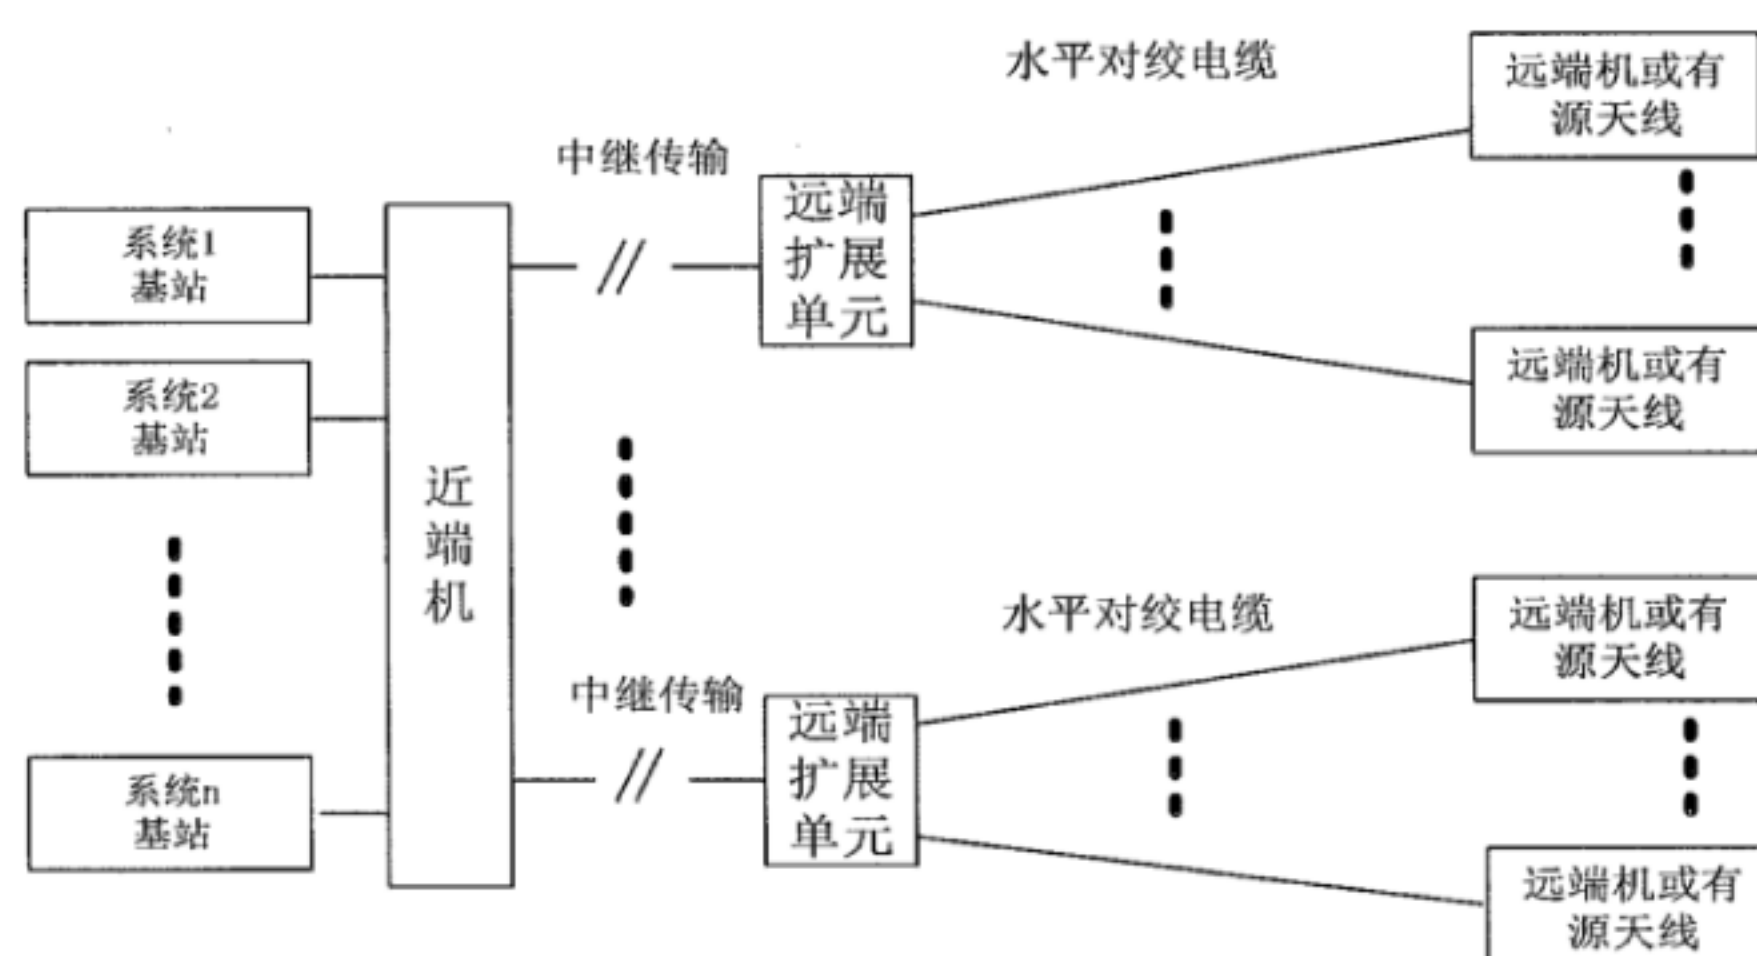 水平对绞电缆
远端机或有
源天线
中继传输
远端
扩展
单元
系统1
基站
远端机或有
源天线
系统2
基站
近
端
机
水平对绞电缆
远端机或有
源天线
中继传输
远端
扩展
单元
系统n
基站
远端机或有
源天线